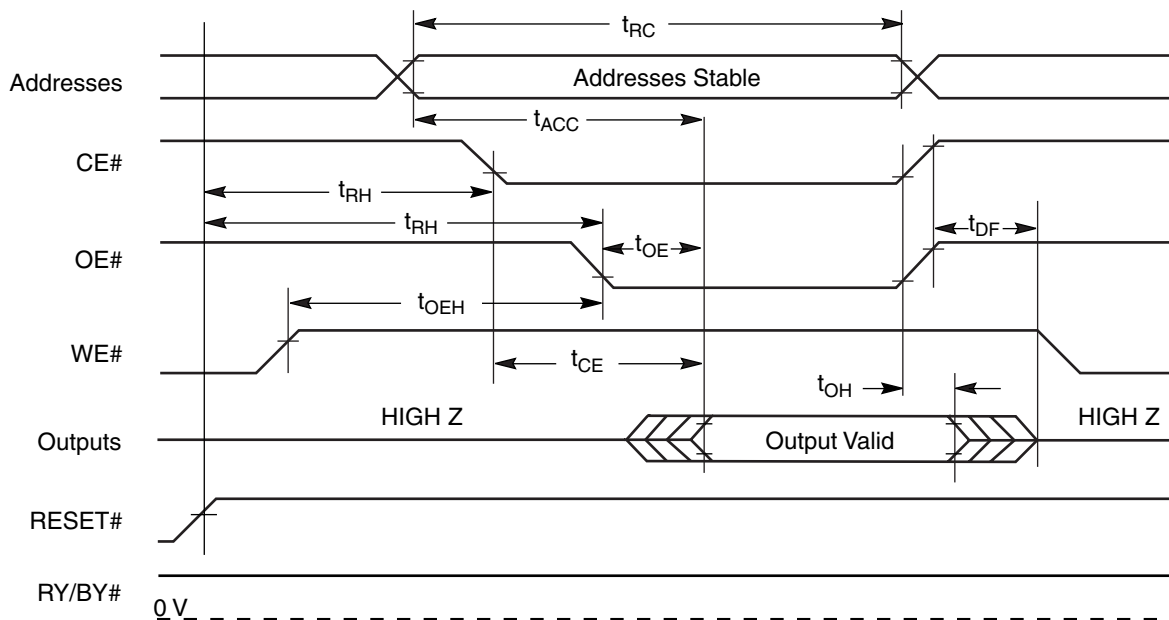 tRC
Addresses
Addresses Stable
tACC
CE#
tRH
tRH
tOE
tDF
OE#
tOEH
WE#
tCE
tOH
HIGH Z
HIGH Z
Outputs
Output Valid
RESET#
RY/BY#
0 V